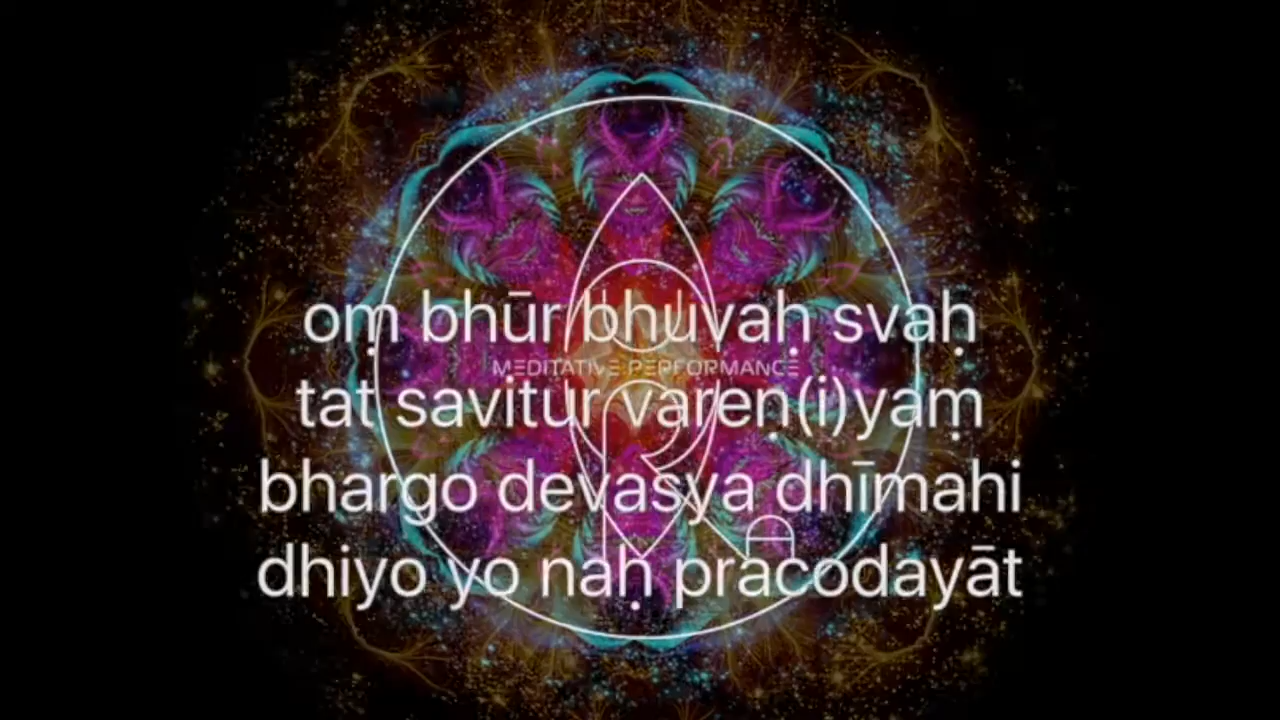 oṃ bhūr bhuvaḥ svaḥ
MEDITATIVE PERFORMANCE
tat savitur vareṇ(i)yaṃ
bhargo devasya dhīmahi
dhiyo yo naḥ pracodayāt